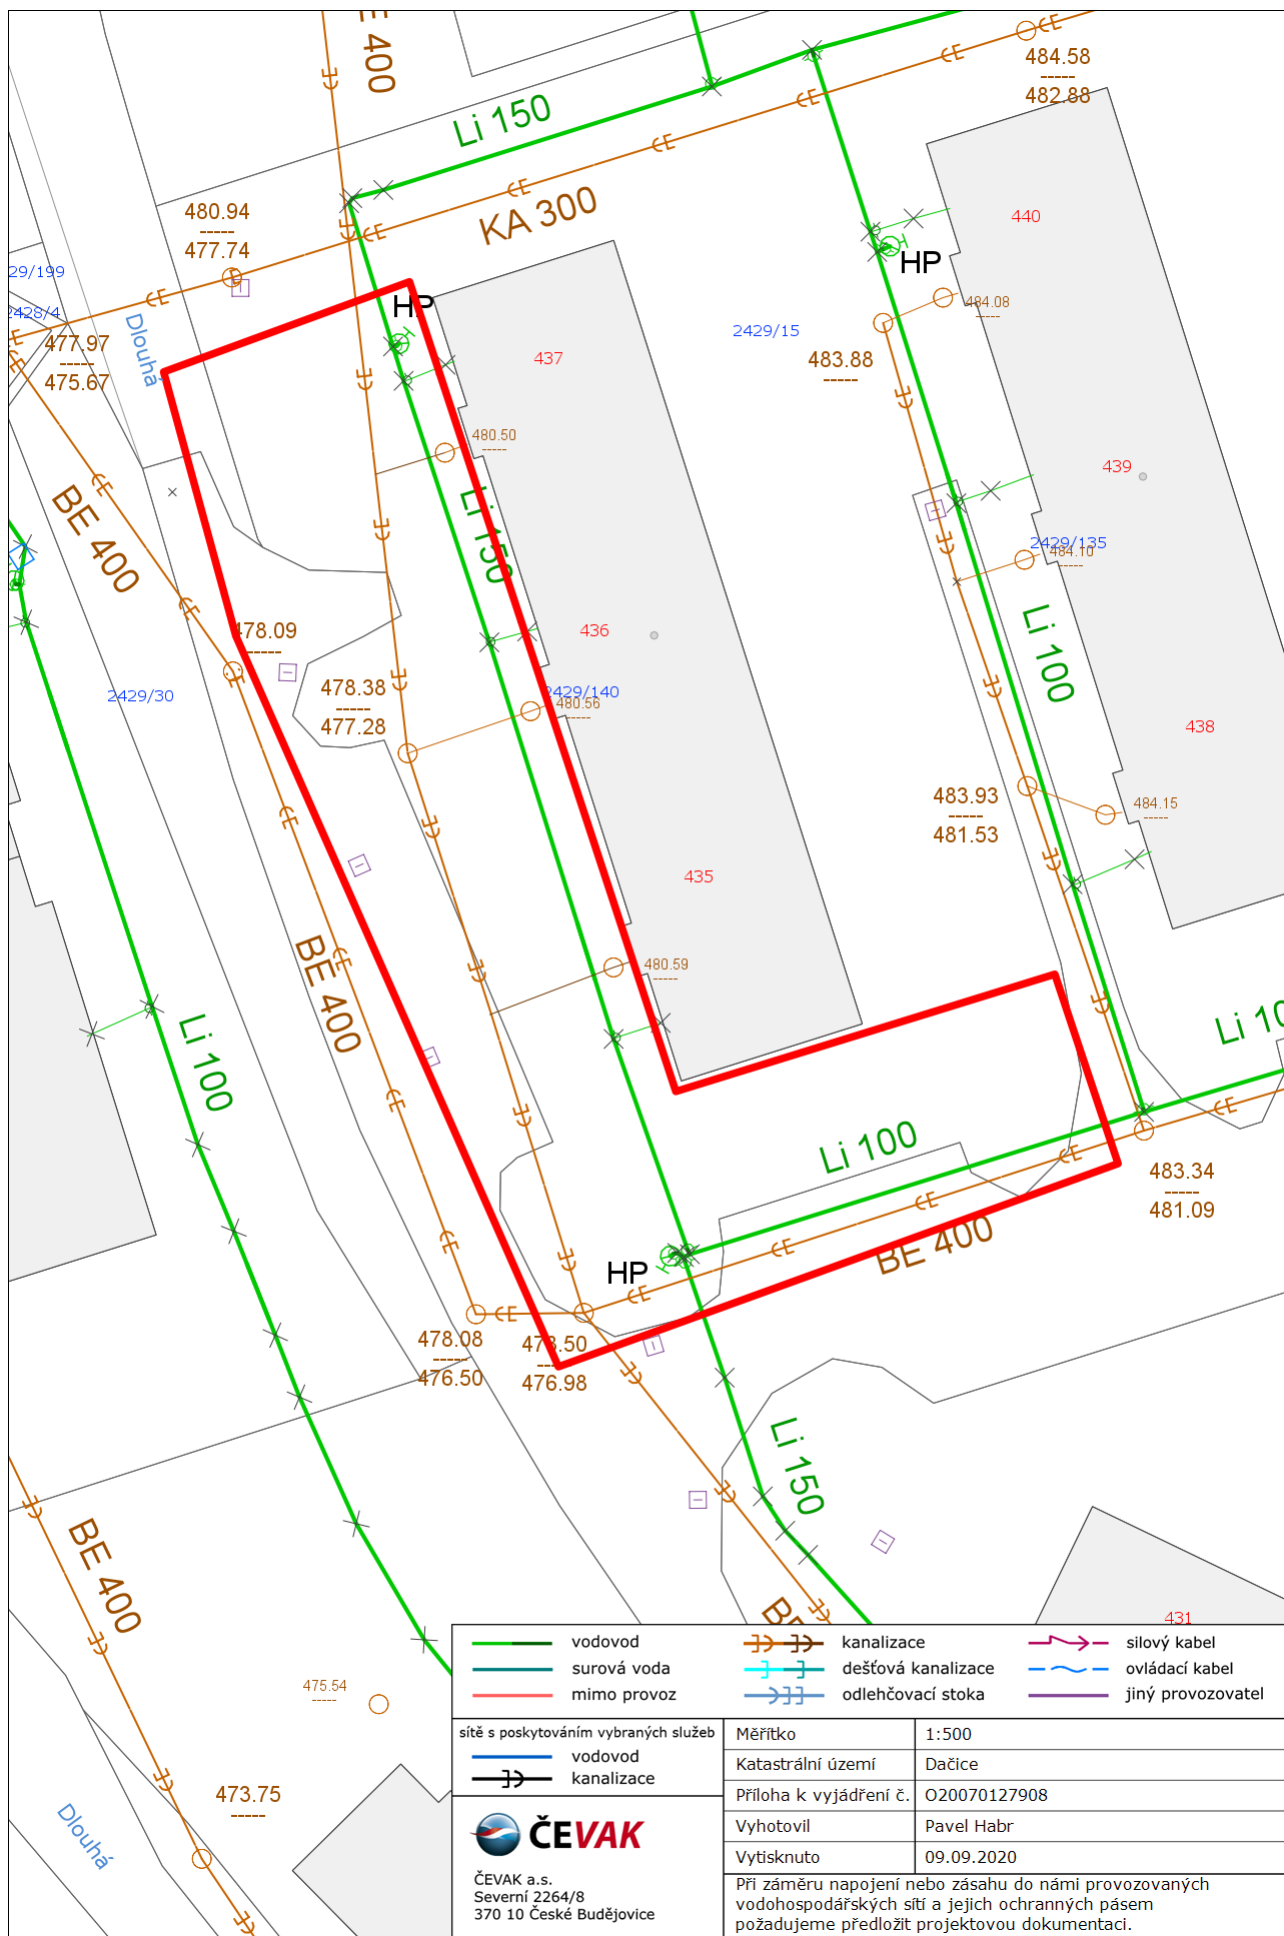 E 400
484.58
-----
482.88
Li 150
480.94
-----
477.74
KA 300
440
HP
29/199
2428/4
Dlouhá
477.97
-----
475.67
HP
437
2429/15
484.08
-----
483.88
-----
480.50
-----
439
BE 400
Li 150
2429/135
484.10
-----
Li 100
478.09
-----
436
2429/30
478.38
-----
477.28
2429/140
480.56
-----
438
483.93
-----
481.53
484.15
-----
435
BE 400
480.59
-----
Li 100
Li 10
Li 100
483.34
-----
481.09
BE 400
HP
478.08
-----
476.50
478.50
-----
476.98
Li 150
BE 400
BE
431
475.54
-----
473.75
-----
Dlouhá
vodovod
surová voda
mimo provoz
kanalizace
dešťová kanalizace
odlehčovací stoka
silový kabel
ovládací kabel
jiný provozovatel
sítě s poskytováním vybraných služeb
vodovod
kanalizace
ČEVAK
ČEVAK a.s.
Severní 2264/8
370 10 České Budějovice
Měřítko 1:500
Katastrální území Dačice
Příloha k vyjádření č. O20070127908
Vyhotovil Pavel Habr
Vytisknuto 09.09.2020
Při záměru napojení nebo zásahu do námi provozovaných
vodohospodářských sítí a jejich ochranných pásem
požadujeme předložit projektovou dokumentaci.